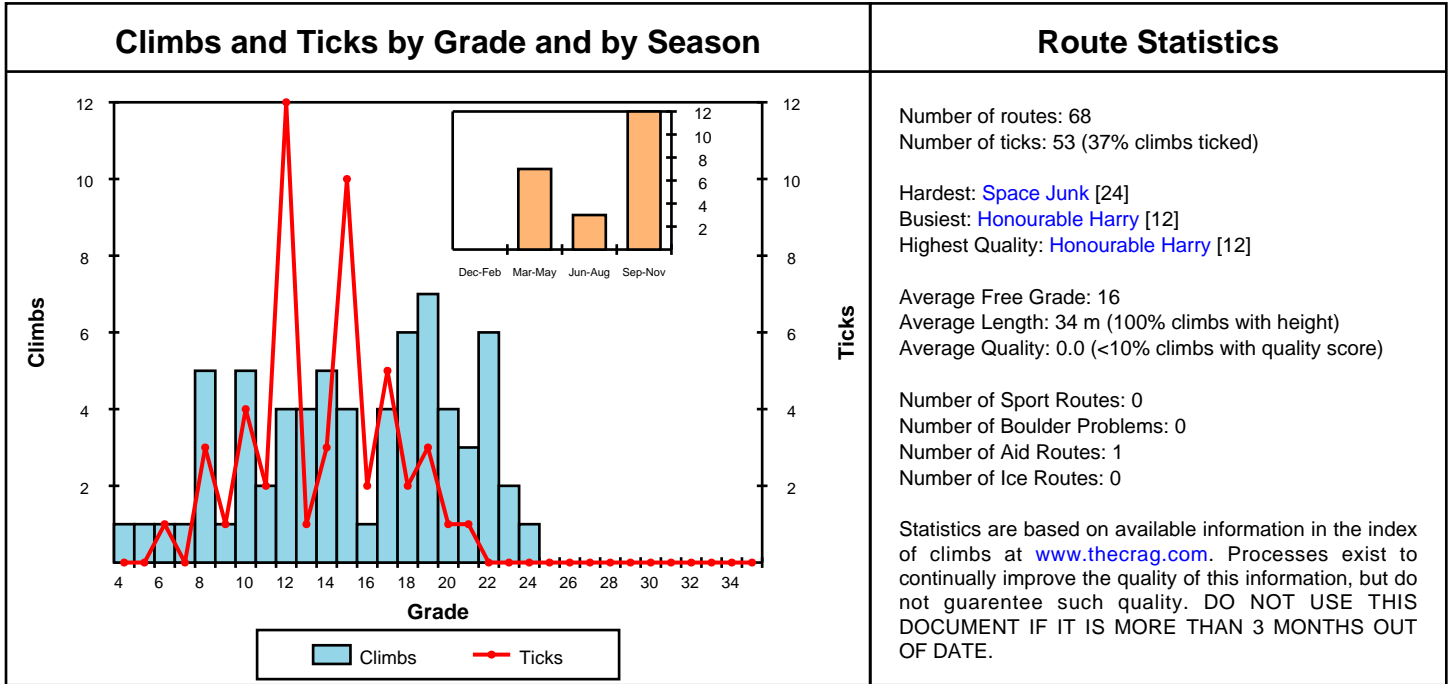 Climbs and Ticks by Grade and by Season
Route Statistics
12
10
8
6
4
2
Climbs
12
10
8
6
4
2
Ticks
12
10
8
6
4
2
Dec-Feb Mar-May Jun-Aug Sep-Nov
4 6 8 10 12 14 16 18 20 22 24 26 28 30 32 34
Grade
Climbs Ticks
Number of routes: 68
Number of ticks: 53 (37% climbs ticked)
Hardest: Space Junk [24]
Busiest: Honourable Harry [12]
Highest Quality: Honourable Harry [12]
Average Free Grade: 16
Average Length: 34 m (100% climbs with height)
Average Quality: 0.0 (<10% climbs with quality score)
Number of Sport Routes: 0
Number of Boulder Problems: 0
Number of Aid Routes: 1
Number of Ice Routes: 0
Statistics are based on available information in the index
of climbs at www.thecrag.com. Processes exist to
continually improve the quality of this information, but do
not guarentee such quality. DO NOT USE THIS
DOCUMENT IF IT IS MORE THAN 3 MONTHS OUT
OF DATE.